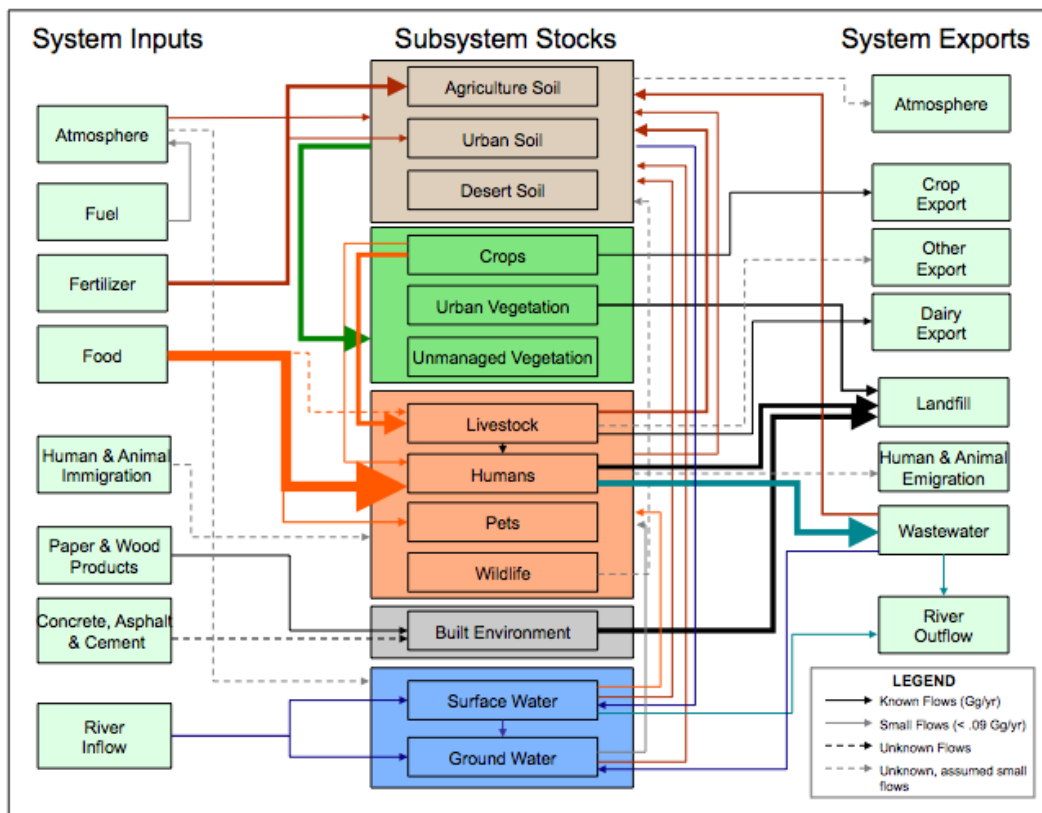 System Inputs
Subsystem Stocks
System Exports
Atmosphere
Fuel
Fertilizer
Food
Human & Animal
Immigration
Paper & Wood
Products
Concrete, Asphalt
& Cement
River
Inflow
Agriculture Soil
Urban Soil
Desert Soil
Crops
Urban Vegetation
Unmanaged Vegetation
Livestock
Humans
Pets
Wildlife
Built Environment
Surface Water
Ground Water
Atmosphere
Crop
Export
Other
Export
Dairy
Export
Landfill
Human & Animal
Emigration
Wastewater
River
Outflow
LEGEND
Known Flows (Gg/yr)
Small Flows (< .09 Gg/yr)
Unknown Flows
Unknown, assumed small
flows